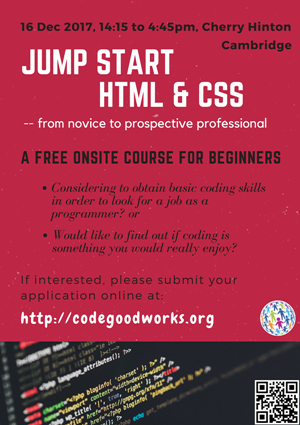 16 Dec 2017, 14:15 to 4:45pm, Cherry Hinton
Cambridge
JUMP START
HTML & CSS
-- from novice to prospective professional
A FREE ONSITE COURSE FOR BEGINNERS
• Considering to obtain basic coding skills
in order to look for a job as a
programmer? or
• Would like to find out if coding is
something you would really enjoy?
If interested, please submit your
application online at:
http://codegoodworks.org